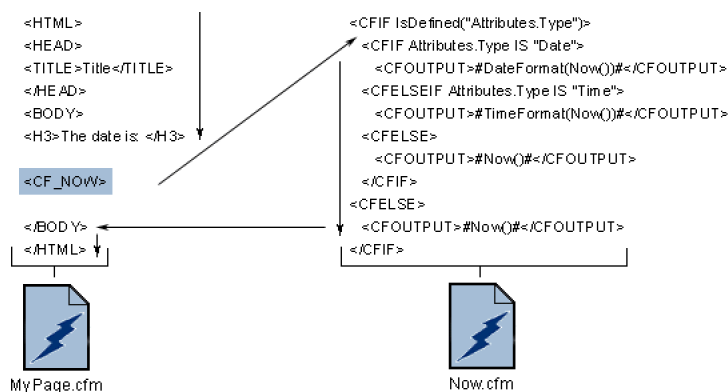 <HTML>
<HEAD>
<TITLE>Title</TITLE>
</HEAD>
<BODY>
<H3>The date is: </H3>
<CF_NOW>
</BODY>
</HTML>
MyPage.cfm
<CFIF IsDefined("Attributes.Type")>
<CFIF Attributes.Type IS "Date">
<CFOUTPUT>#DateFormat(Now())#</CFOUTPUT>
<CFELSEIF Attributes.Type IS "Time">
<CFOUTPUT>#TimeFormat(Now())#</CFOUTPUT>
<CFELSE>
<CFOUTPUT>#Now()#</CFOUTPUT>
</CFIF>
<CFELSE>
<CFOUTPUT>#Now()#</CFOUTPUT>
</CFIF>
Now.cfm